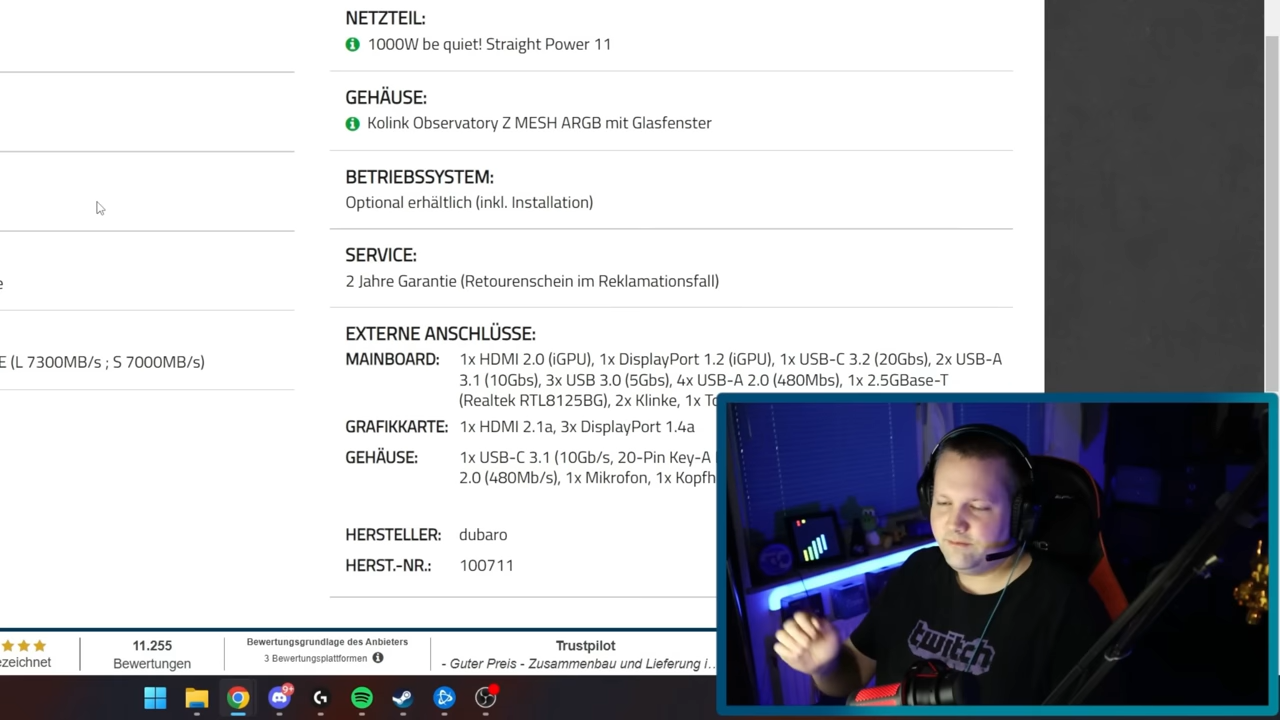 NETZTEIL:
1000W be quiet! Straight Power 11
GEHÄUSE:
Kolink Observatory Z MESH ARGB mit Glasfenster
BETRIEBSSYSTEM:
Optional erhältlich (inkl. Installation)
SERVICE:
2 Jahre Garantie (Retourenschein im Reklamationsfall)
E (L 7300MB/s ; S 7000MB/s)
EXTERNE ANSCHLÜSSE:
MAINBOARD: 1x HDMI 2.0 (iGPU), 1x DisplayPort 1.2 (iGPU), 1x USB-C 3.2 (20Gbs), 2x USB-A
3.1 (10Gbs), 3x USB 3.0 (5Gbs), 4x USB-A 2.0 (480Mbs), 1x 2.5GBase-T
(Realtek RTL8125BG), 2x Klinke, 1x
GRAFIKKARTE: 1x HDMI 2.1a, 3x DisplayPort 1.4a
GEHÄUSE: 1x USB-C 3.1 (10Gb/s, 20-Pin Key-A
2.0 (480Mb/s), 1x Mikrofon, 1x Kopfh
HERSTELLER: dubaro
HERST.-NR.: 100711
ezeichnet
11.255
Bewertungen
Bewertungsgrundlage des Anbieters
3 Bewertungsplattformen
Trustpilot
- Guter Preis - Zusammenbau und Lieferung i...
9+
twitch